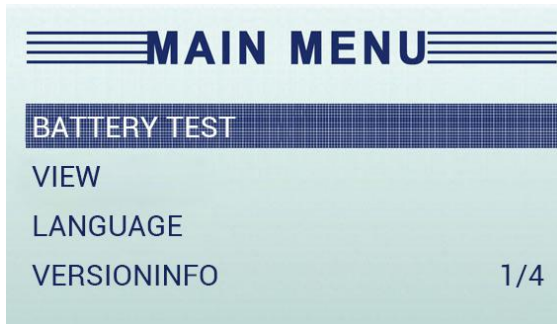 MAIN MENU
BATTERY TEST
VIEW
LANGUAGE
VERSIONINFO 1/4